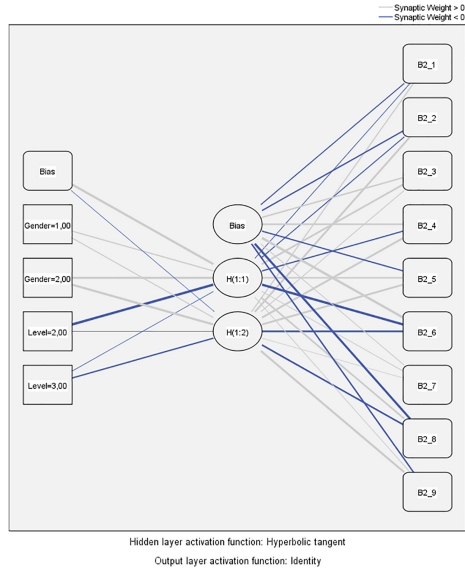 Synaptic Weight > 0
Synaptic Weight < 0
B2_1
B2_2
Bias
B2_3
Gender=1,00
Bias
B2_4
Gender=2,00
H(1:1)
B2_5
Level=2,00
H(1:2)
B2_6
Level=3,00
B2_7
B2_8
B2_9
Hidden layer activation function: Hyperbolic tangent
Output layer activation function: Identity